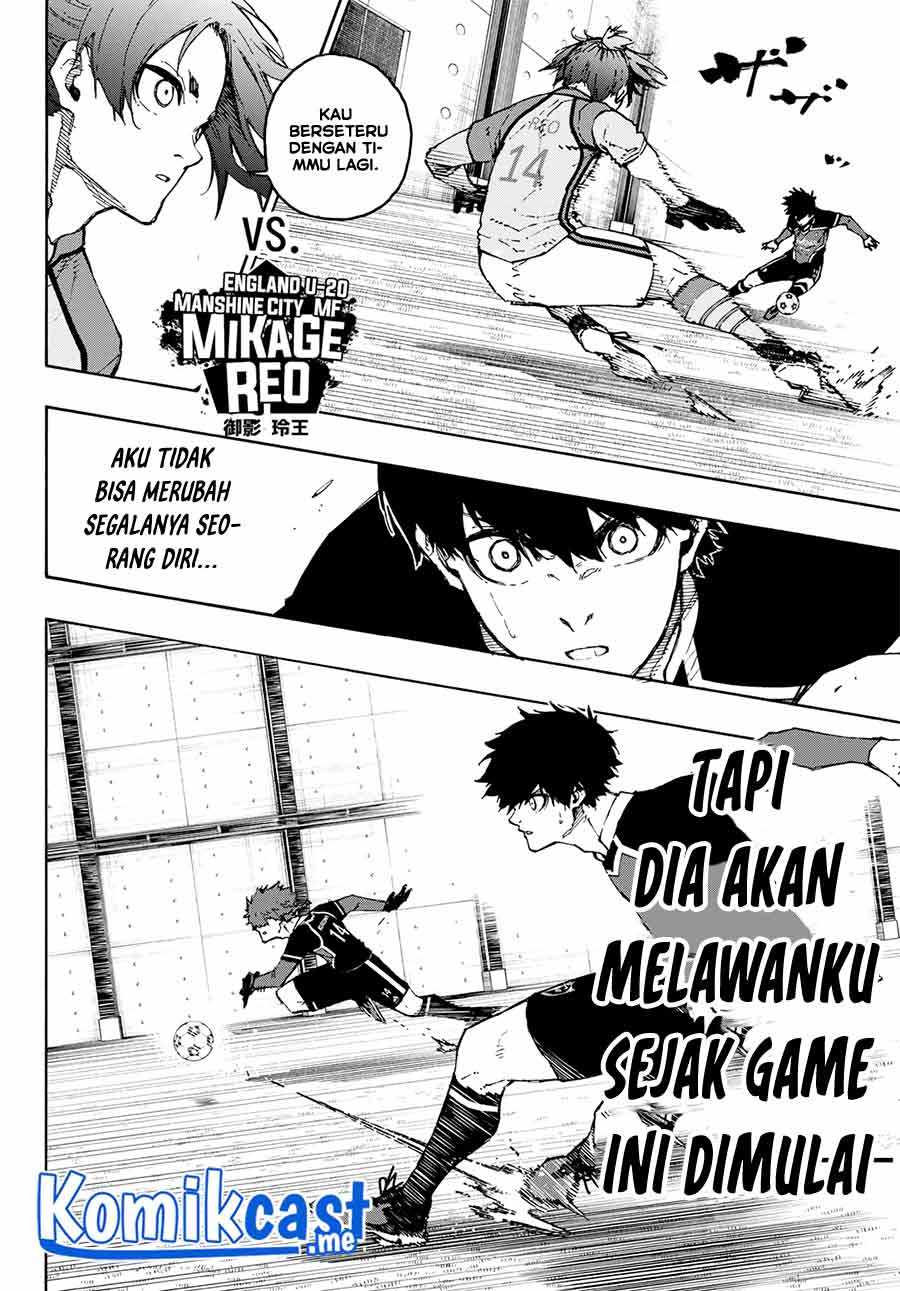 KAU
BERSETERU
DENGAN TI-
MMU LAGI.
REO
14
VS.
ENGLAND U-20
MANSHINE CITY MF
MIKAGE
REO
御影 玲王
AKU TIDAK
BISA MERUBAH
SEGALANYA SEO-
RANG DIRI...
TAPI
DIA AKAN
MELAWANKU
SEJAK GAME
INI DIMULAI-
14
14
Komikcast
.me